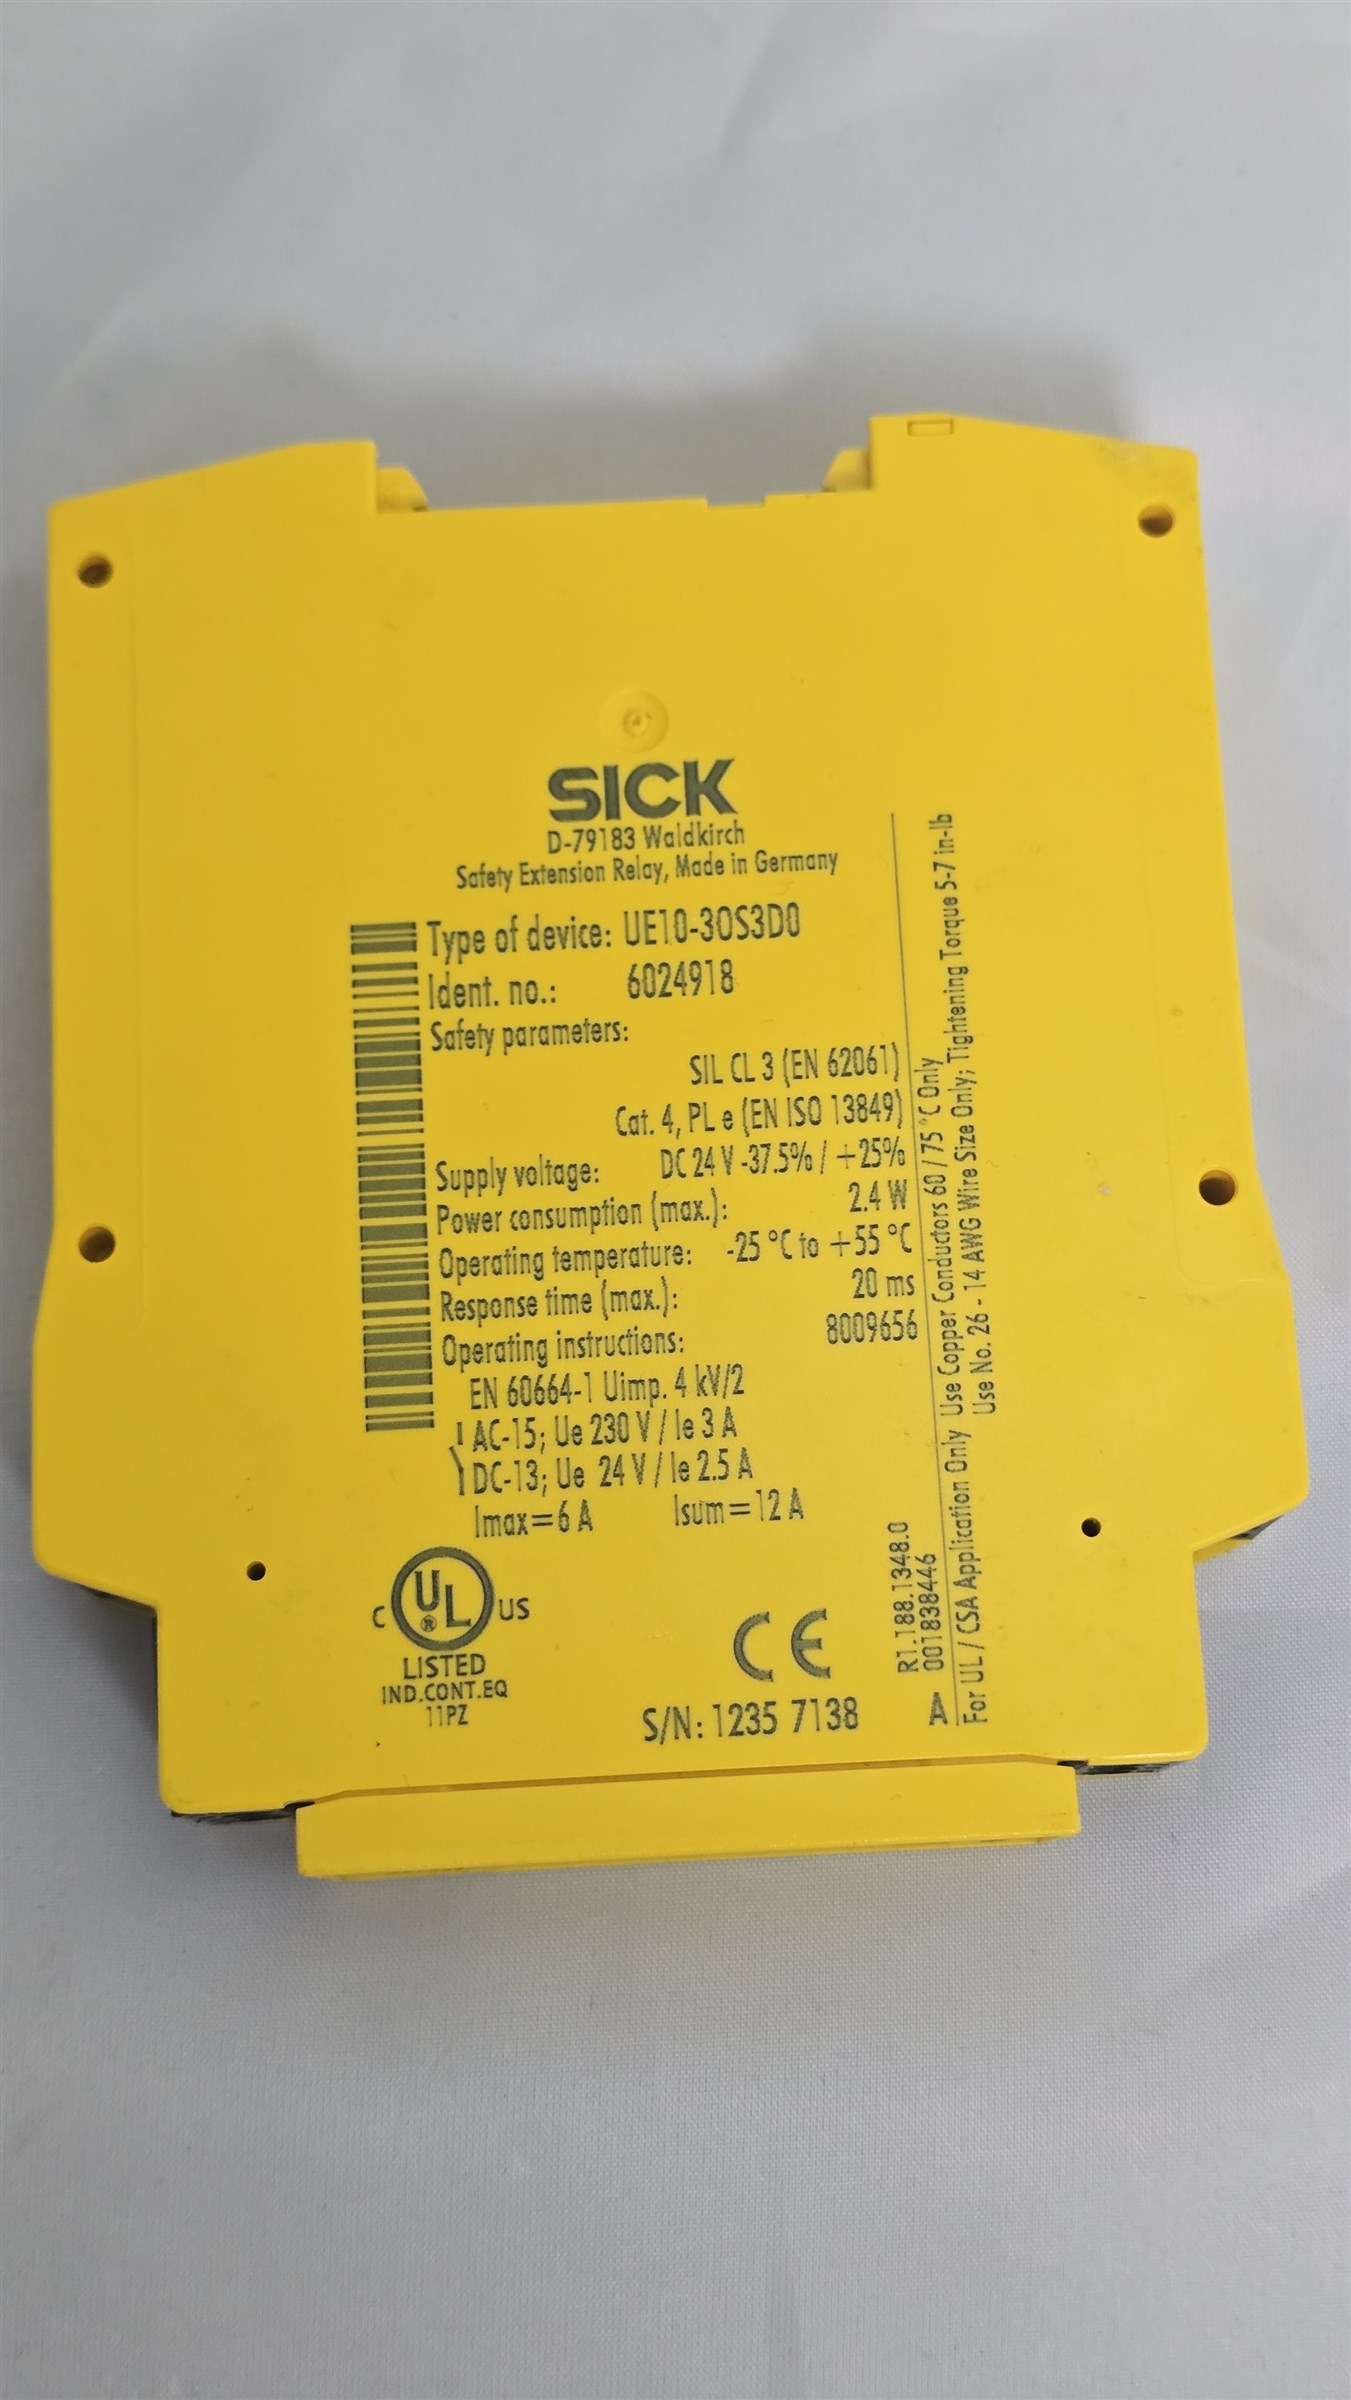 SICK
D-79183 Waldkirch
Safety Extension Relay, Made in Germany
Type of device: UE10-3OS3D0
Ident. no.: 6024918
Safety parameters:
SIL CL 3 (EN 62061)
Cat. 4, PL e (EN ISO 13849)
Supply voltage: DC 24 V -37.5% / +25%
Power consumption (max.): 2.4 W
Operating temperature: -25 °C to +55 °C
Response time (max.): 20 ms
Operating instructions: 8009656
EN 60664-1 Uimp. 4 kV/2
AC-15; Ue 230 V / Ie 3 A
DC-13; Ue 24 V / Ie 2.5 A
Imax=6 A Isum=12 A
C UL ® US
LISTED
IND.CONT.EQ
11PZ
CE
S/N: 1235 7138
R1.188.1348.0
A 001838446
For UL / CSA Application Only Use Copper Conductors 60 / 75 °C Only
Use No. 26 - 14 AWG Wire Size Only; Tightening Torque 5-7 in-lb